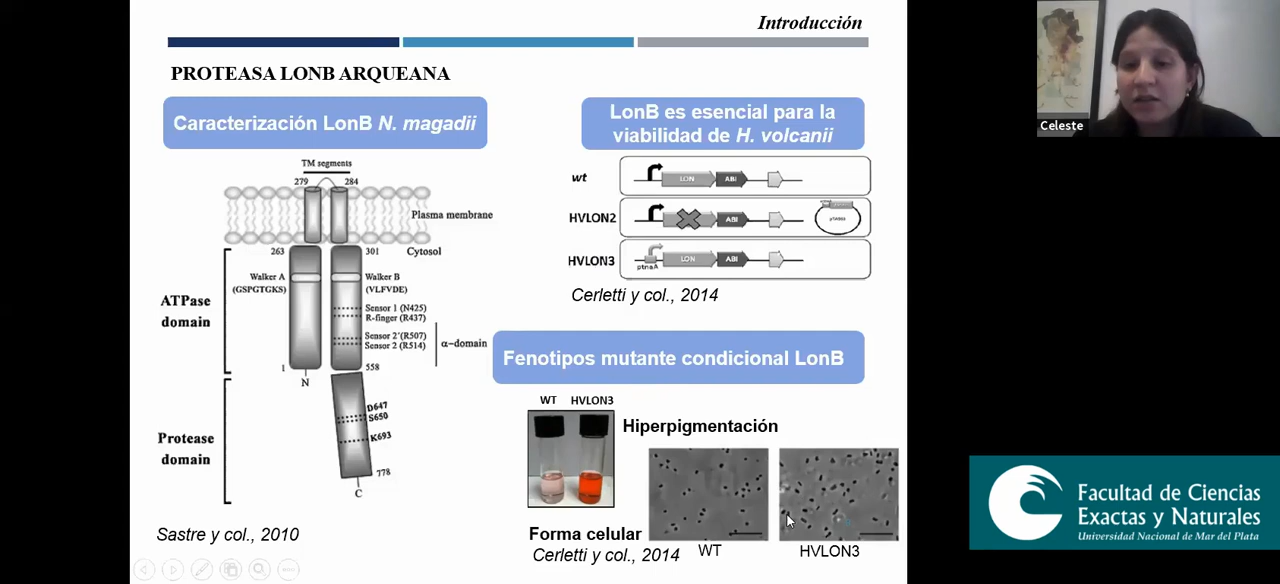 Introducción
PROTEASA LONB ARQUEANA
Caracterización LonB N. magadii
TM segments
279
284
Plasma membrane
263
301
Cytosol
Walker A
(GSPGTGKS)
Walker B
(VLFVDE)
ATPase
domain
Sensor 1 (N425)
R-finger (R437)
Sensor 2'(R507)
Sensor 2 (R514)
α-domain
1
N
558
Protease
domain
D647
S650
K693
778
C
Sastre y col., 2010
LonB es esencial para la
viabilidad de H. volcanii
wt
LON
ABI
HVLON2
ABI
HVLON3
ptnaA
LON
ABI
Cerletti y col., 2014
Fenotipos mutante condicional LonB
WT
HVLON3
Hiperpigmentación
Forma celular
Cerletti y col., 2014
WT
HVLON3
Celeste
Facultad de Ciencias
Exactas y Naturales
Universidad Nacional de Mar del Plata